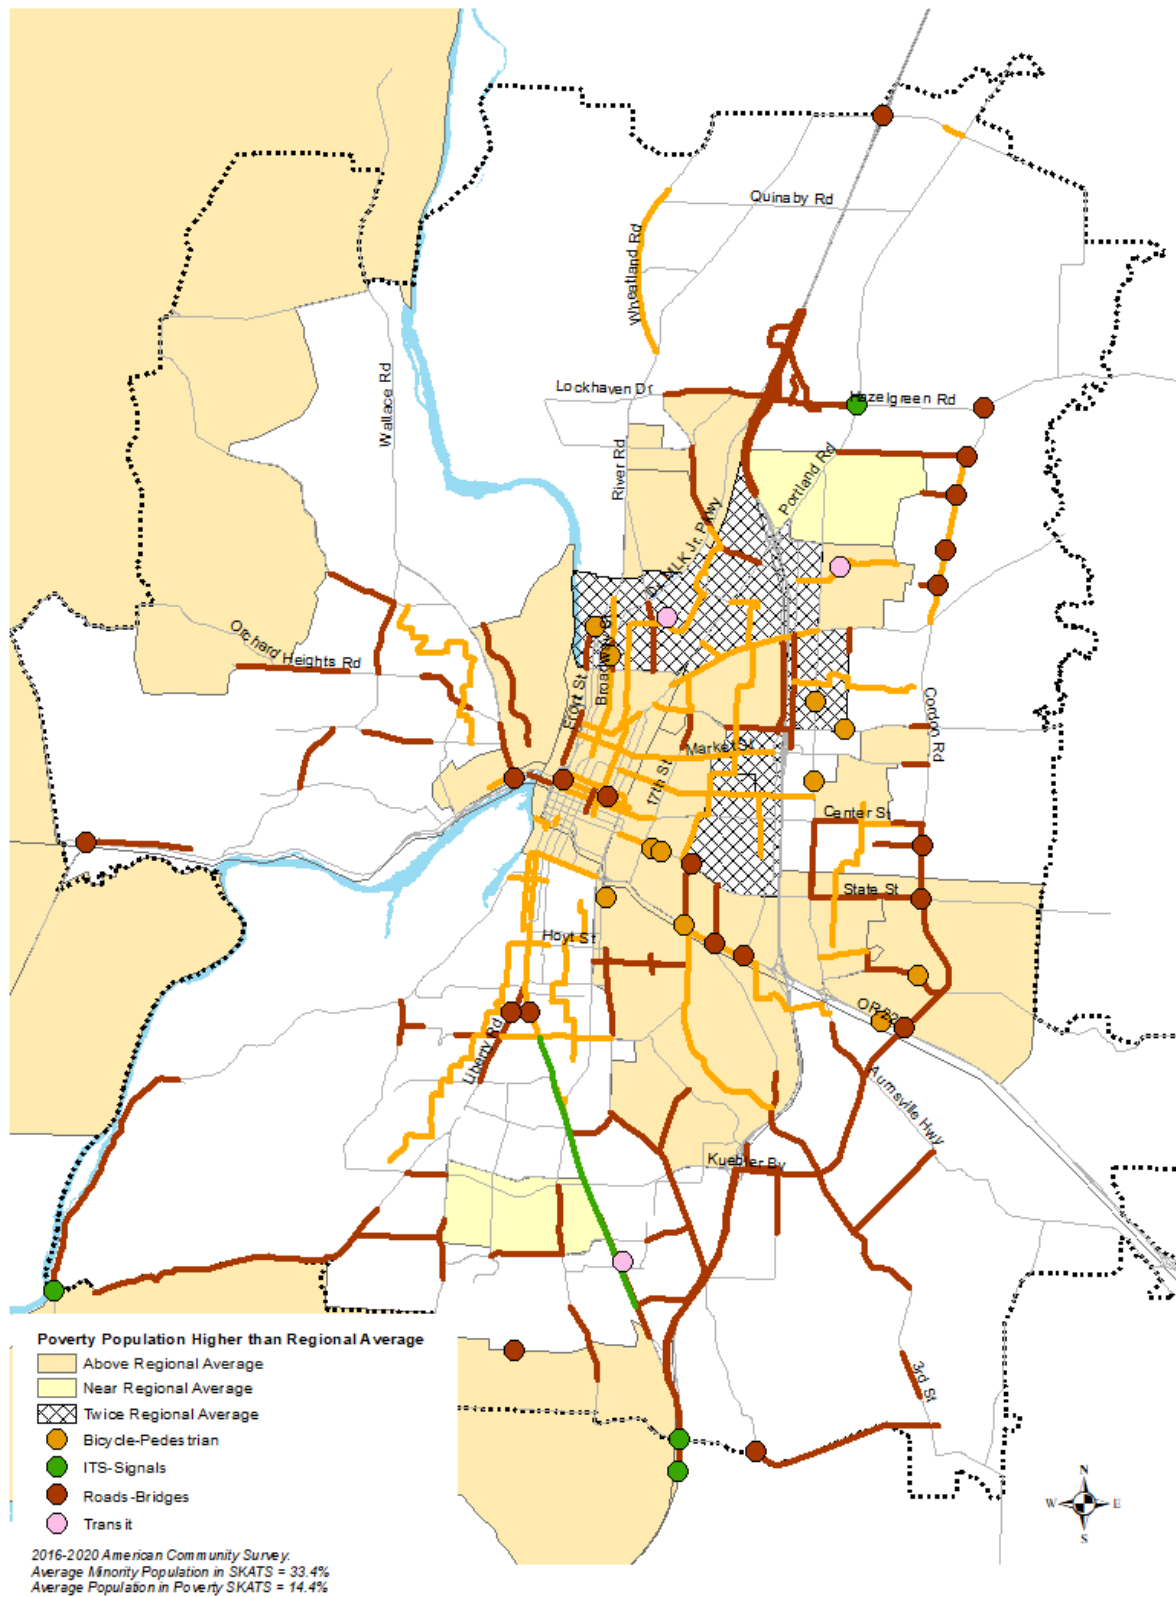 Quinaby Rd
Wheatland Rd
Lockhaven Dr
Hazelgreen Rd
Wallace Rd
River Rd
Portland Rd
MLK Jr. Pkwy
Orchard Heights Rd
Broadway St
Front St
Cordon Rd
Market St
17th St
Center St
State St
Hoyt St
OR 22
Liberty Rd
Aumsville Hwy
Kuebler Bv
3rd St
Poverty Population Higher than Regional Average
Above Regional Average
Near Regional Average
Twice Regional Average
Bicycle-Pedestrian
ITS-Signals
Roads-Bridges
Transit
N
W E
S
2016-2020 American Community Survey.
Average Minority Population in SKATS = 33.4%
Average Population in Poverty SKATS = 14.4%